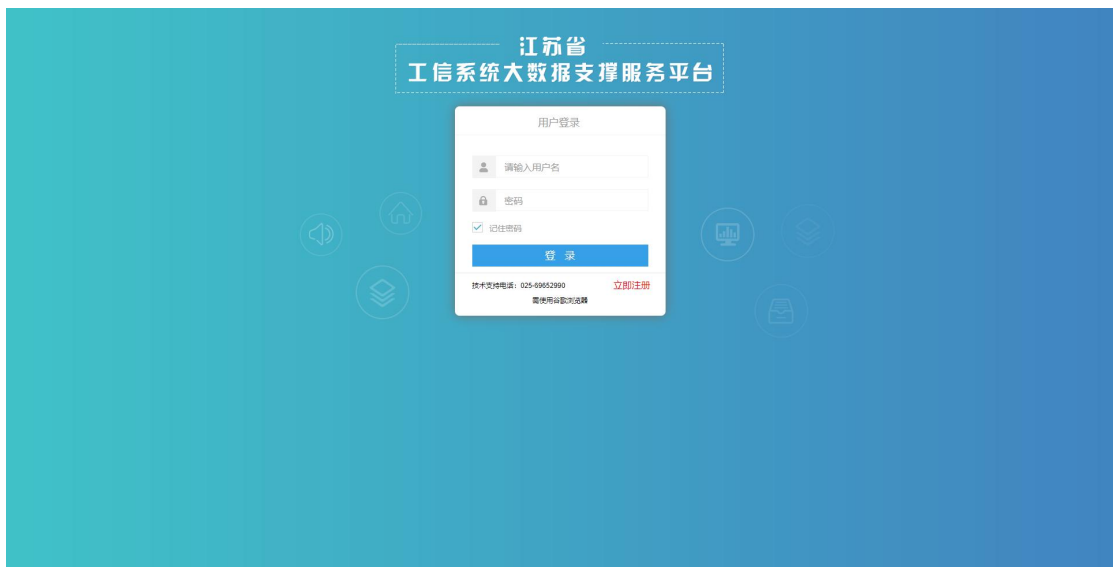 江苏省
工信系统大数据支撑服务平台
用户登录
请输入用户名
密码
记住密码
登 录
技术支持电话：025-69652990 立即注册
需使用谷歌浏览器